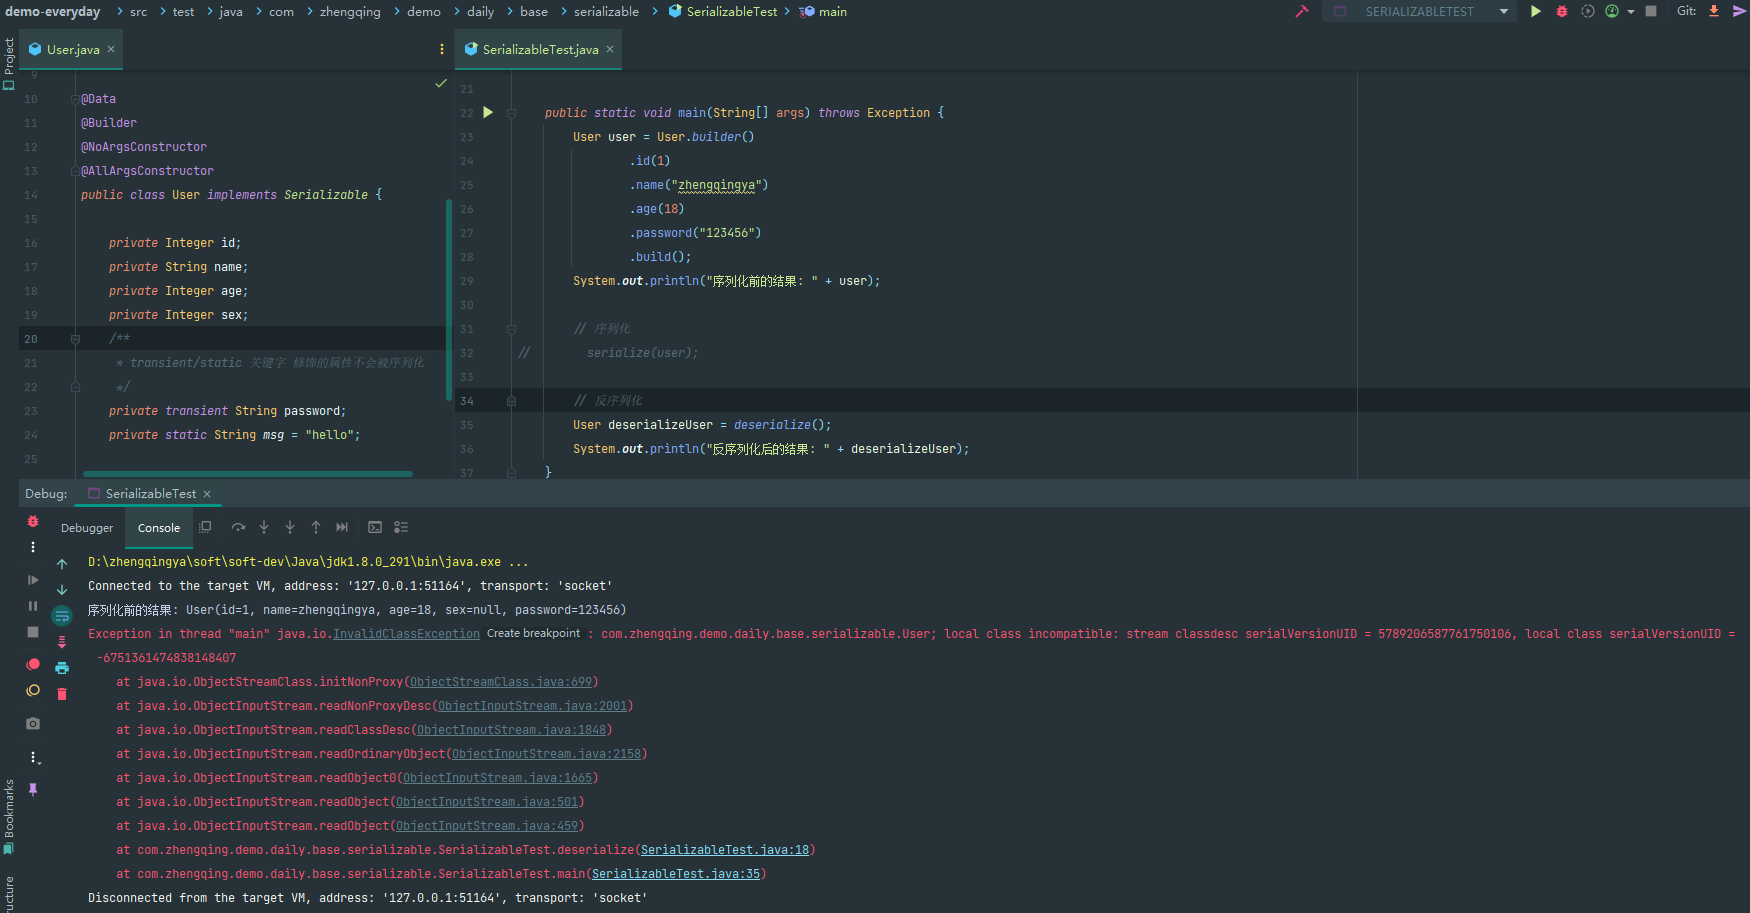 demo-everyday > src > test > java > com > zhengqing > demo > daily > base > serializable > SerializableTest > main
SERIALIZABLETEST
Git:
Project
User.java ×
SerializableTest.java ×
9
10 @Data
11 @Builder
12 @NoArgsConstructor
13 @AllArgsConstructor
14 public class User implements Serializable {
15
16 private Integer id;
17 private String name;
18 private Integer age;
19 private Integer sex;
20 /**
21 * transient/static 关键字 修饰的属性不会被序列化
22 */
23 private transient String password;
24 private static String msg = "hello";
25
21
22 public static void main(String[] args) throws Exception {
23 User user = User.builder()
24 .id(1)
25 .name("zhengqingya")
26 .age(18)
27 .password("123456")
28 .build();
29 System.out.println("序列化前的结果: " + user);
30
31 // 序列化
32 // serialize(user);
33
34 // 反序列化
35 User deserializeUser = deserialize();
36 System.out.println("反序列化后的结果: " + deserializeUser);
37 }
Debug: SerializableTest ×
Debugger Console
D:\zhengqingya\soft\soft-dev\Java\jdk1.8.0_291\bin\java.exe ...
Connected to the target VM, address: '127.0.0.1:51164', transport: 'socket'
序列化前的结果: User(id=1, name=zhengqingya, age=18, sex=null, password=123456)
Exception in thread "main" java.io.InvalidClassException Create breakpoint : com.zhengqing.demo.daily.base.serializable.User; local class incompatible: stream classdesc serialVersionUID = 5789206587761750106, local class serialVersionUID =
-6751361474838148407
at java.io.ObjectStreamClass.initNonProxy(ObjectStreamClass.java:699)
at java.io.ObjectInputStream.readNonProxyDesc(ObjectInputStream.java:2001)
at java.io.ObjectInputStream.readClassDesc(ObjectInputStream.java:1848)
at java.io.ObjectInputStream.readOrdinaryObject(ObjectInputStream.java:2158)
at java.io.ObjectInputStream.readObject0(ObjectInputStream.java:1665)
at java.io.ObjectInputStream.readObject(ObjectInputStream.java:501)
at java.io.ObjectInputStream.readObject(ObjectInputStream.java:459)
at com.zhengqing.demo.daily.base.serializable.SerializableTest.deserialize(SerializableTest.java:18)
at com.zhengqing.demo.daily.base.serializable.SerializableTest.main(SerializableTest.java:35)
Disconnected from the target VM, address: '127.0.0.1:51164', transport: 'socket'
Bookmarks
ucture